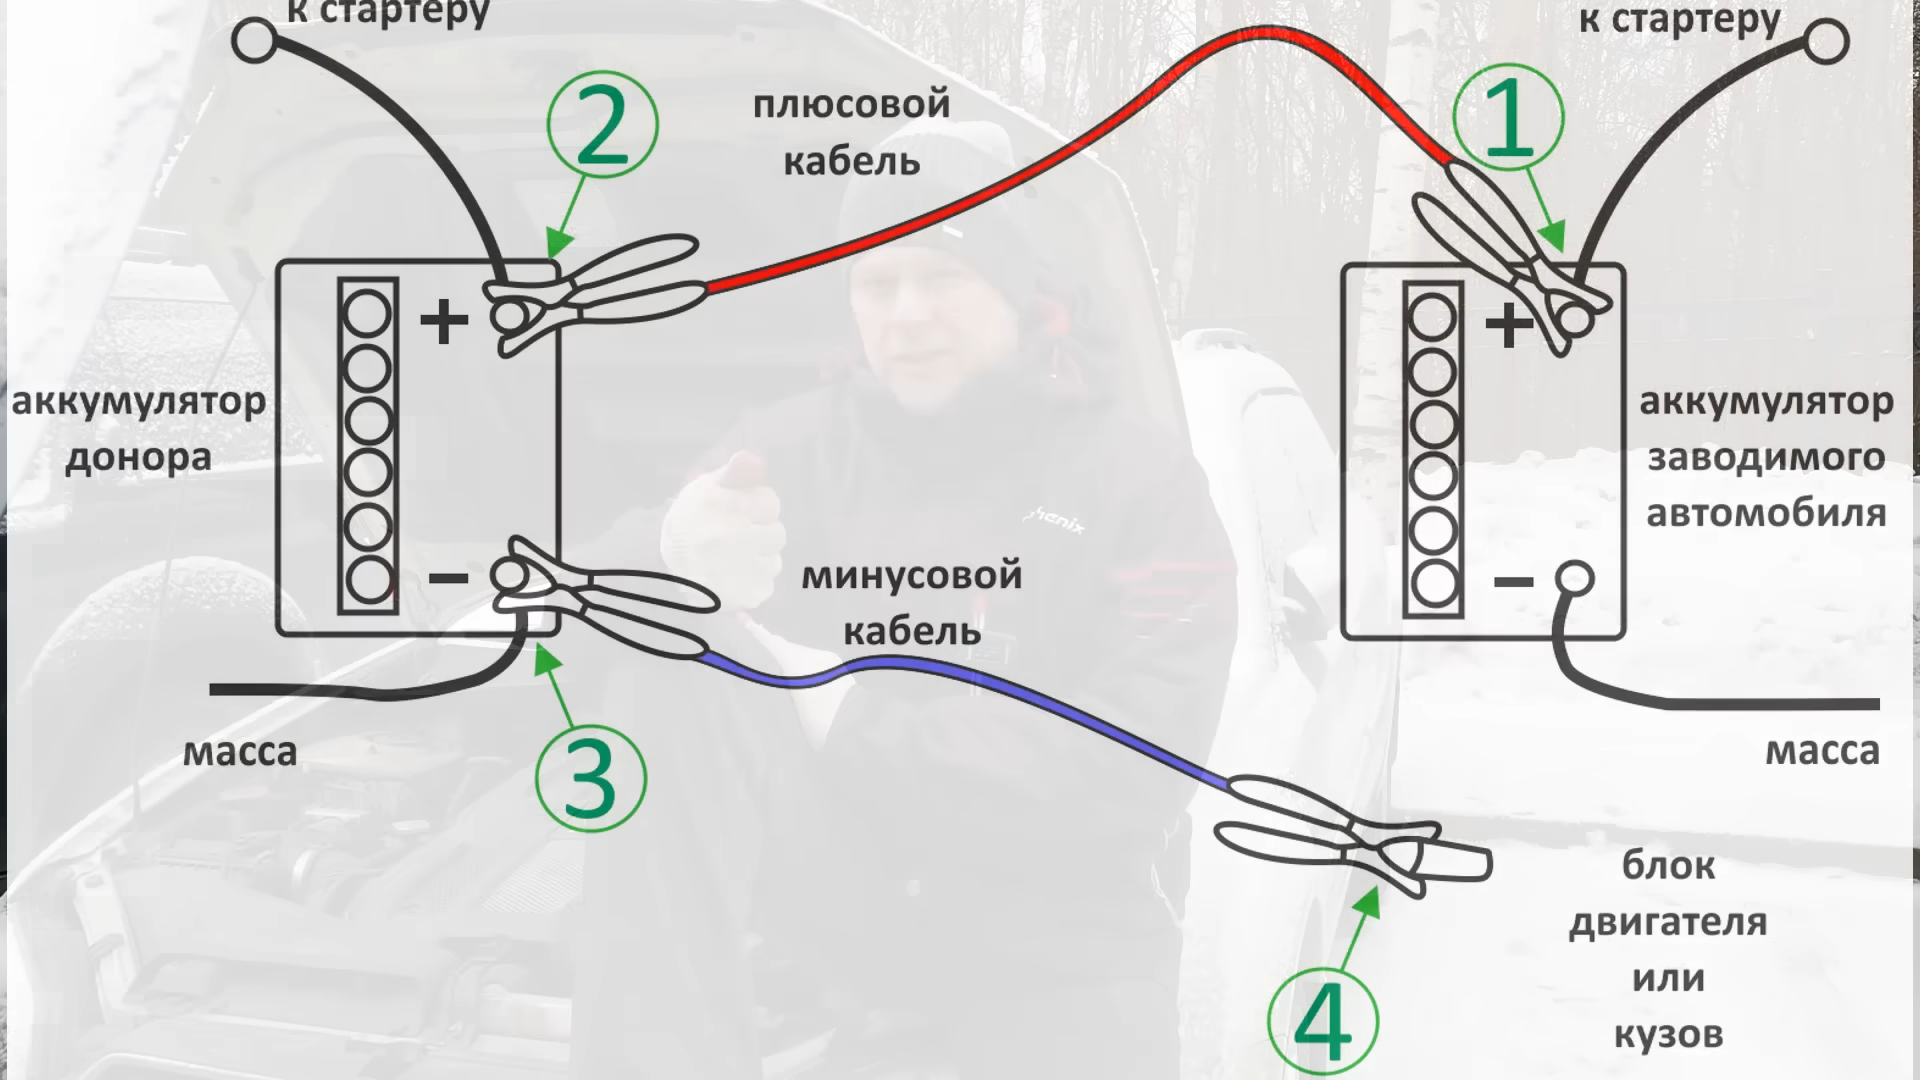 к стартеру
к стартеру
2
1
плюсовой
кабель
+
+
аккумулятор
донора
аккумулятор
заводимого
автомобиля
phenix
минусовой
кабель
−
−
масса
масса
3
блок
двигателя
или
кузов
4